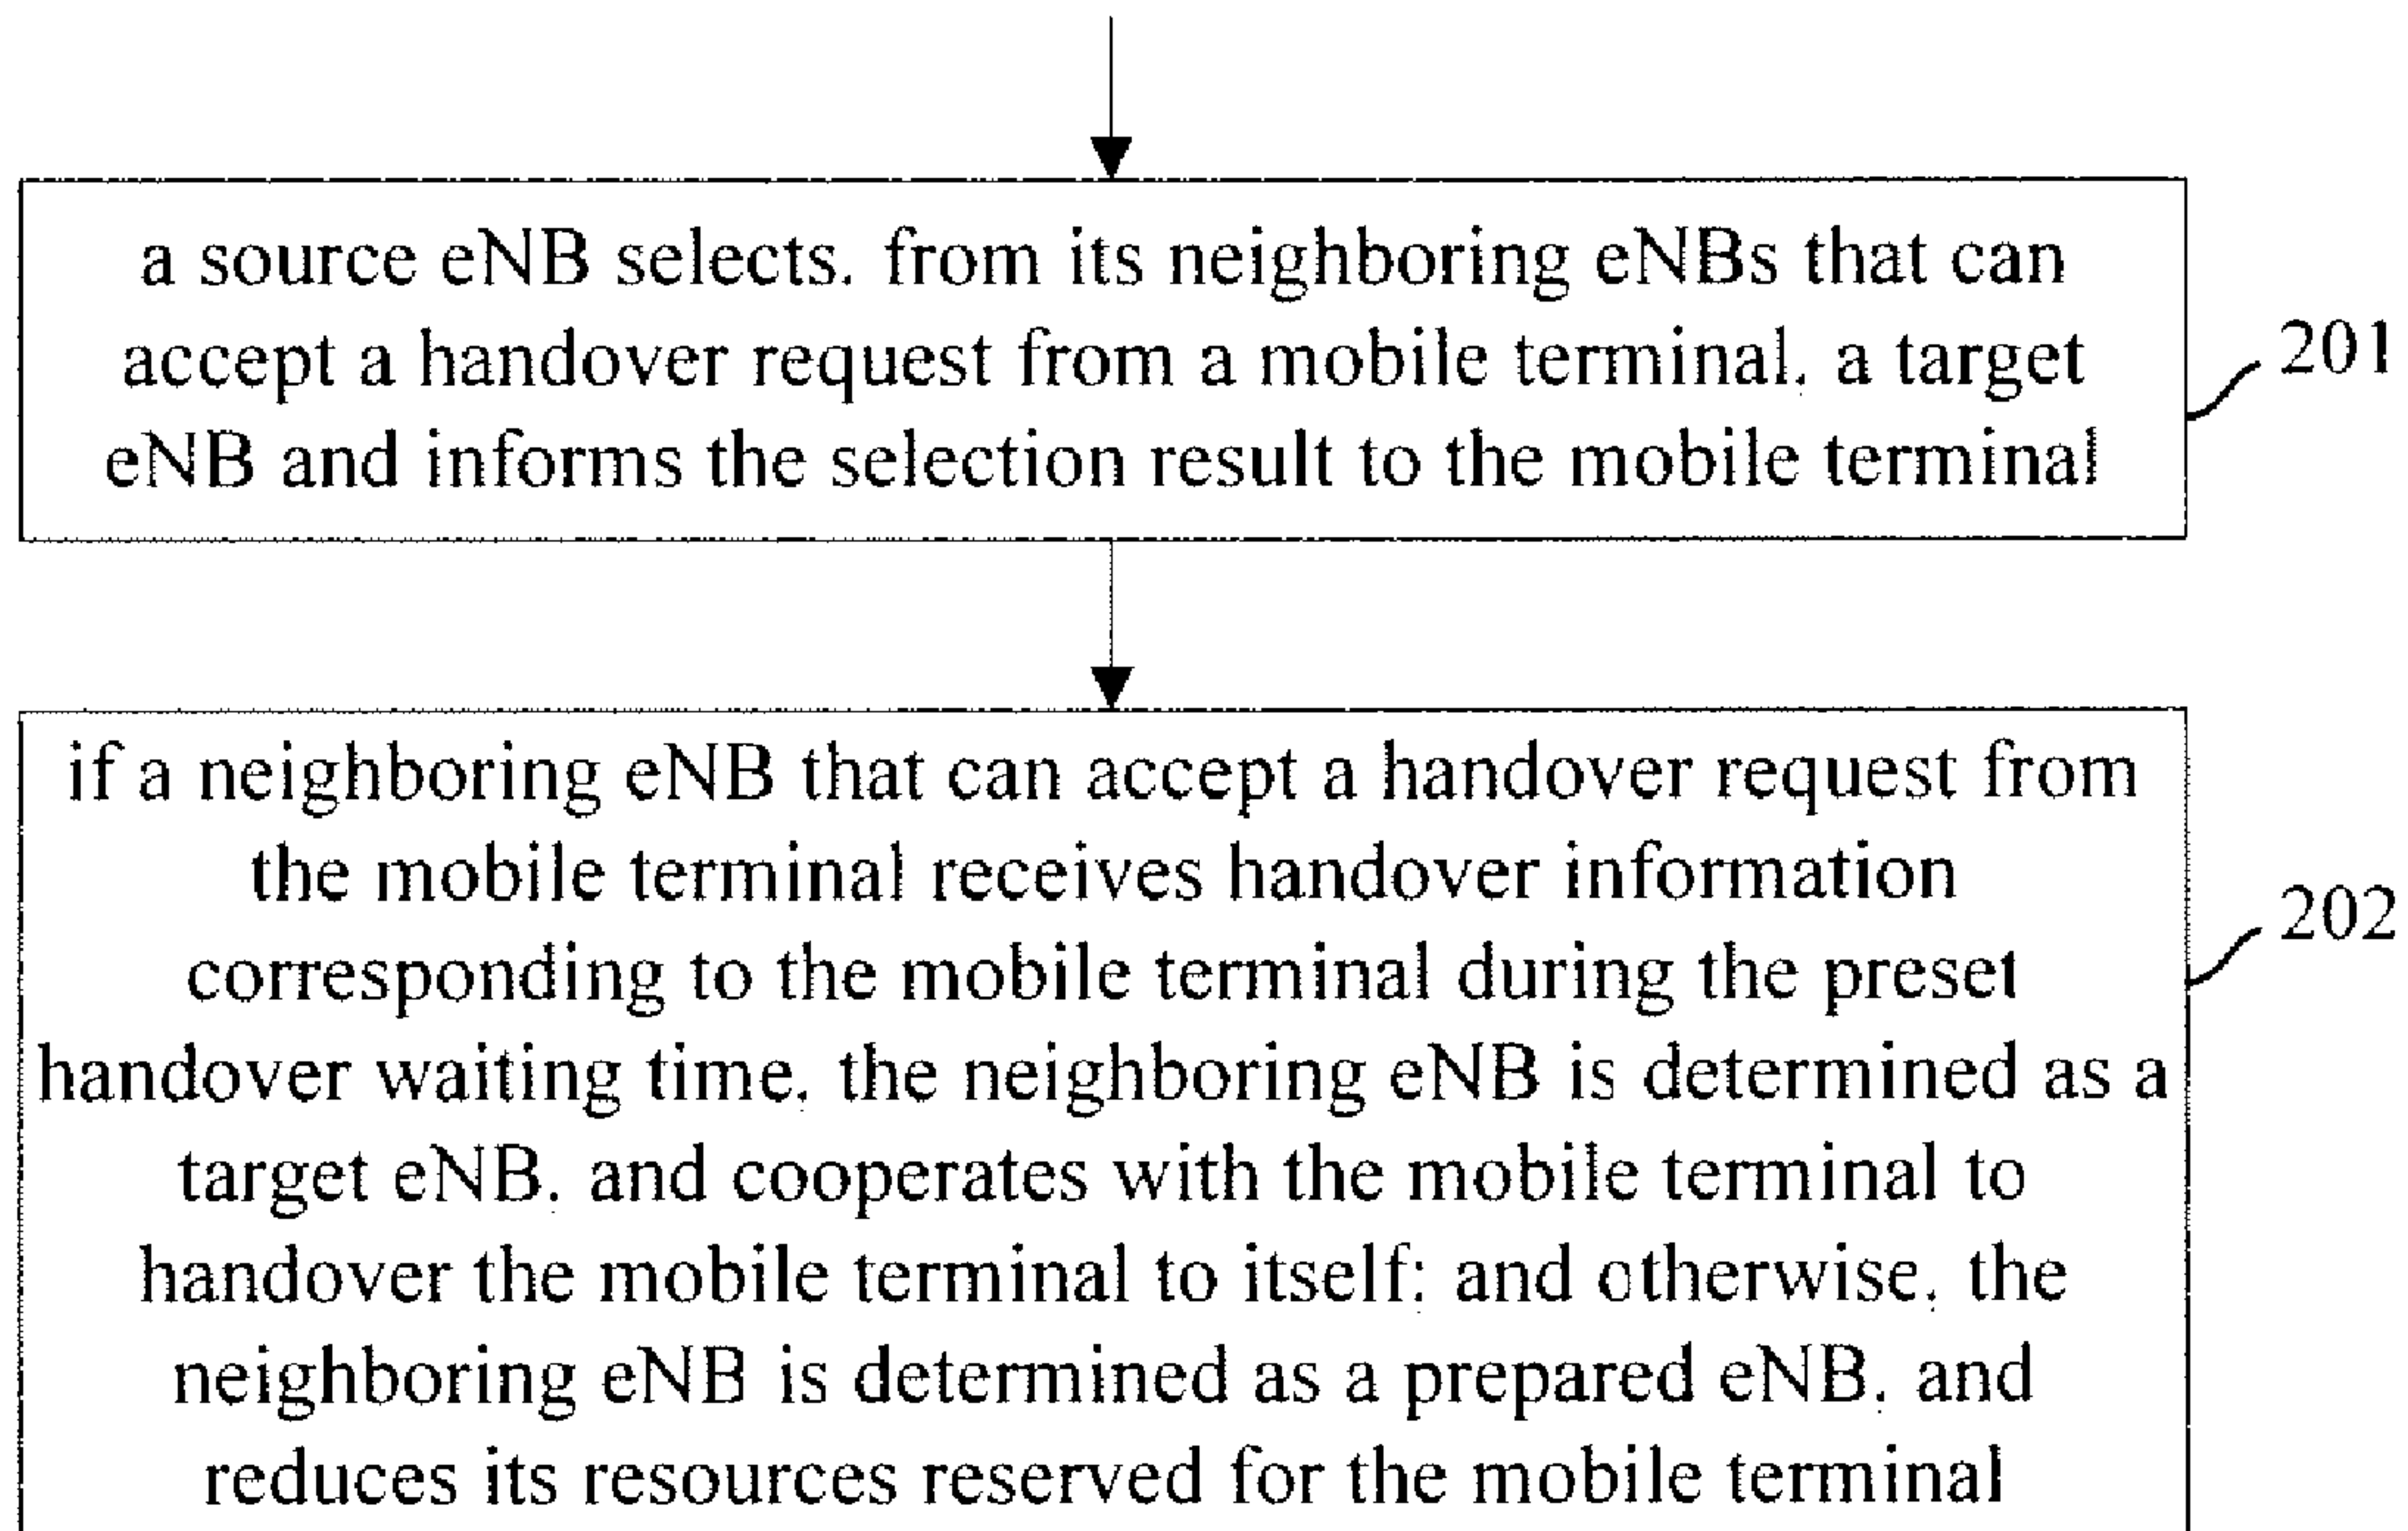 a source eNB selects, from its neighboring eNBs that can
accept a handover request from a mobile terminal, a target
eNB and informs the selection result to the mobile terminal
201
if a neighboring eNB that can accept a handover request from
the mobile terminal receives handover information
corresponding to the mobile terminal during the preset
handover waiting time, the neighboring eNB is determined as a
target eNB, and cooperates with the mobile terminal to
handover the mobile terminal to itself; and otherwise, the
neighboring eNB is determined as a prepared eNB, and
reduces its resources reserved for the mobile terminal
202